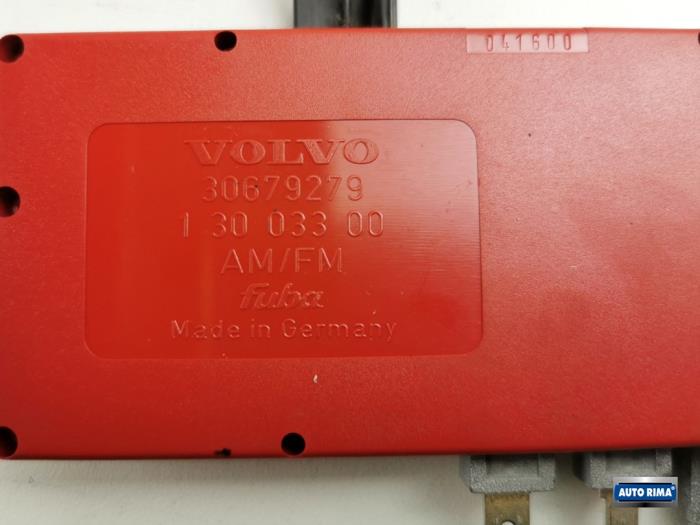 041600
VOLVO
30679279
1 30 033 00
AM/FM
fuba
Made in Germany
AUTO RIMA®